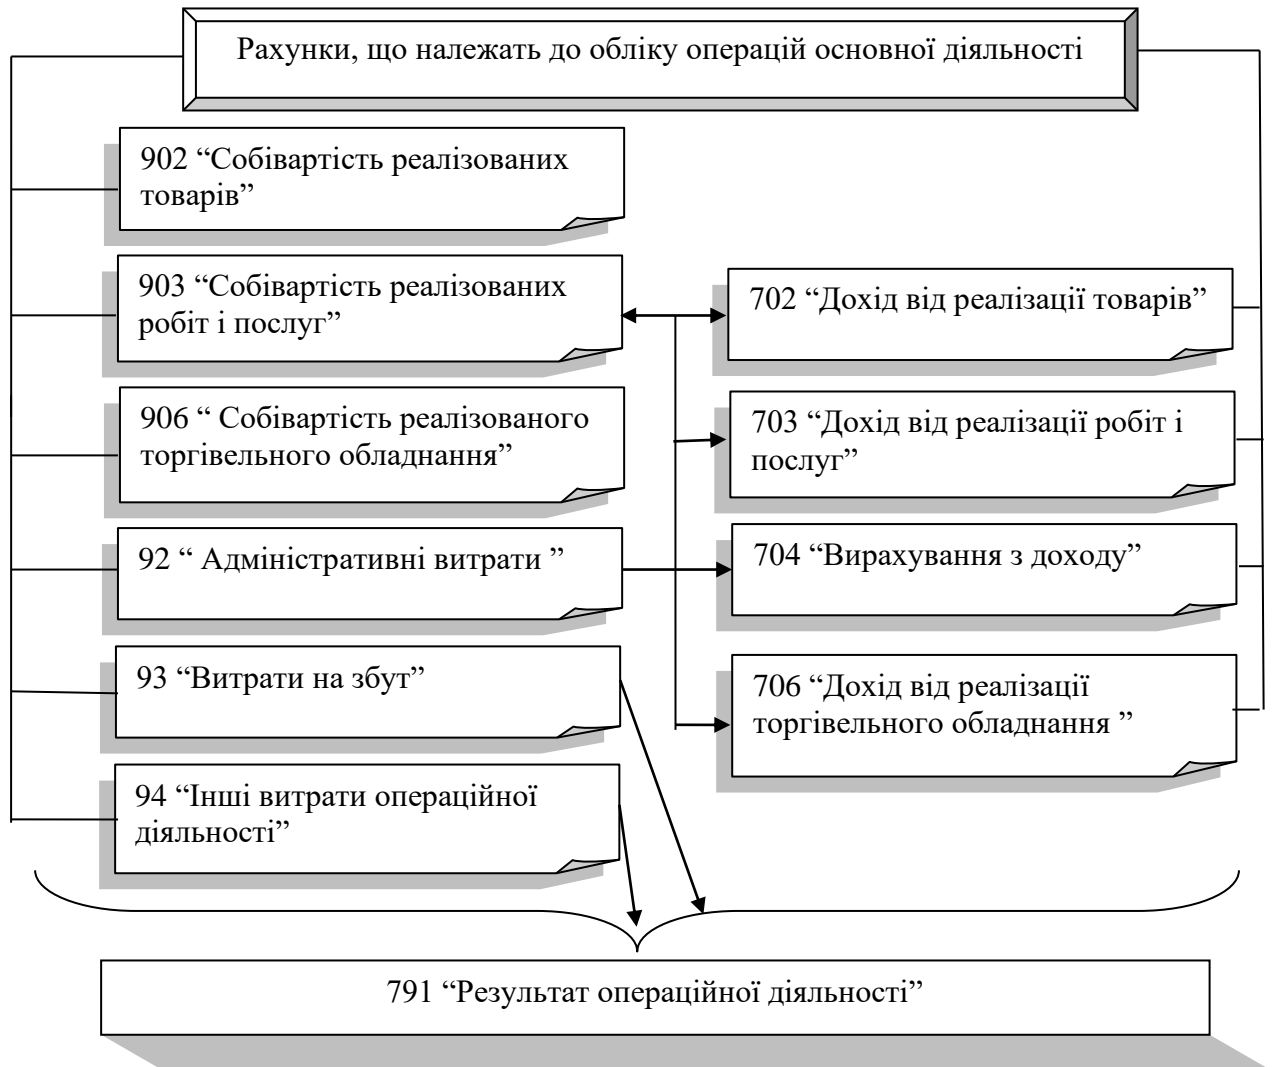 Рахунки, що належать до обліку операцій основної діяльності
902 “Собівартість реалізованих
товарів”
903 “Собівартість реалізованих
робіт і послуг”
906 “ Собівартість реалізованого
торгівельного обладнання”
92 “ Адміністративні витрати ”
93 “Витрати на збут”
94 “Інші витрати операційної
діяльності”
702 “Дохід від реалізації товарів”
703 “Дохід від реалізації робіт і
послуг”
704 “Вирахування з доходу”
706 “Дохід від реалізації
торгівельного обладнання ”
791 “Результат операційної діяльності”